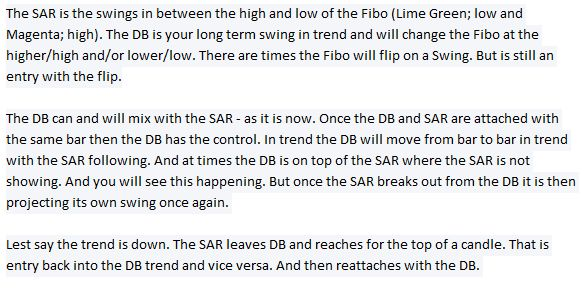 The SAR is the swings in between the high and low of the Fibo (Lime Green; low and
Magenta; high). The DB is your long term swing in trend and will change the Fibo at the
higher/high and/or lower/low. There are times the Fibo will flip on a Swing. But is still an
entry with the flip.
The DB can and will mix with the SAR - as it is now. Once the DB and SAR are attached with
the same bar then the DB has the control. In trend the DB will move from bar to bar in trend
with the SAR following. And at times the DB is on top of the SAR where the SAR is not
showing. And you will see this happening. But once the SAR breaks out from the DB it is then
projecting its own swing once again.
Lest say the trend is down. The SAR leaves DB and reaches for the top of a candle. That is
entry back into the DB trend and vice versa. And then reattaches with the DB.